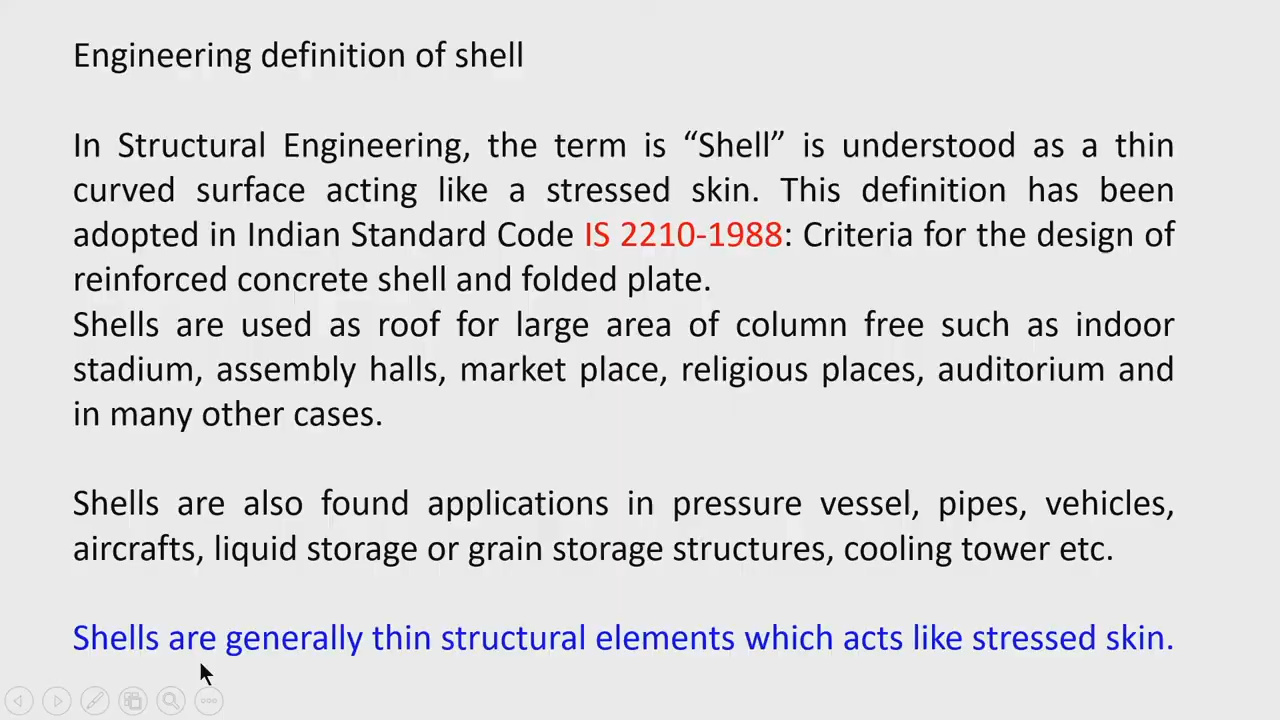 Engineering definition of shell
In Structural Engineering, the term is “Shell” is understood as a thin
curved surface acting like a stressed skin. This definition has been
adopted in Indian Standard Code IS 2210-1988: Criteria for the design of
reinforced concrete shell and folded plate.
Shells are used as roof for large area of column free such as indoor
stadium, assembly halls, market place, religious places, auditorium and
in many other cases.
Shells are also found applications in pressure vessel, pipes, vehicles,
aircrafts, liquid storage or grain storage structures, cooling tower etc.
Shells are generally thin structural elements which acts like stressed skin.